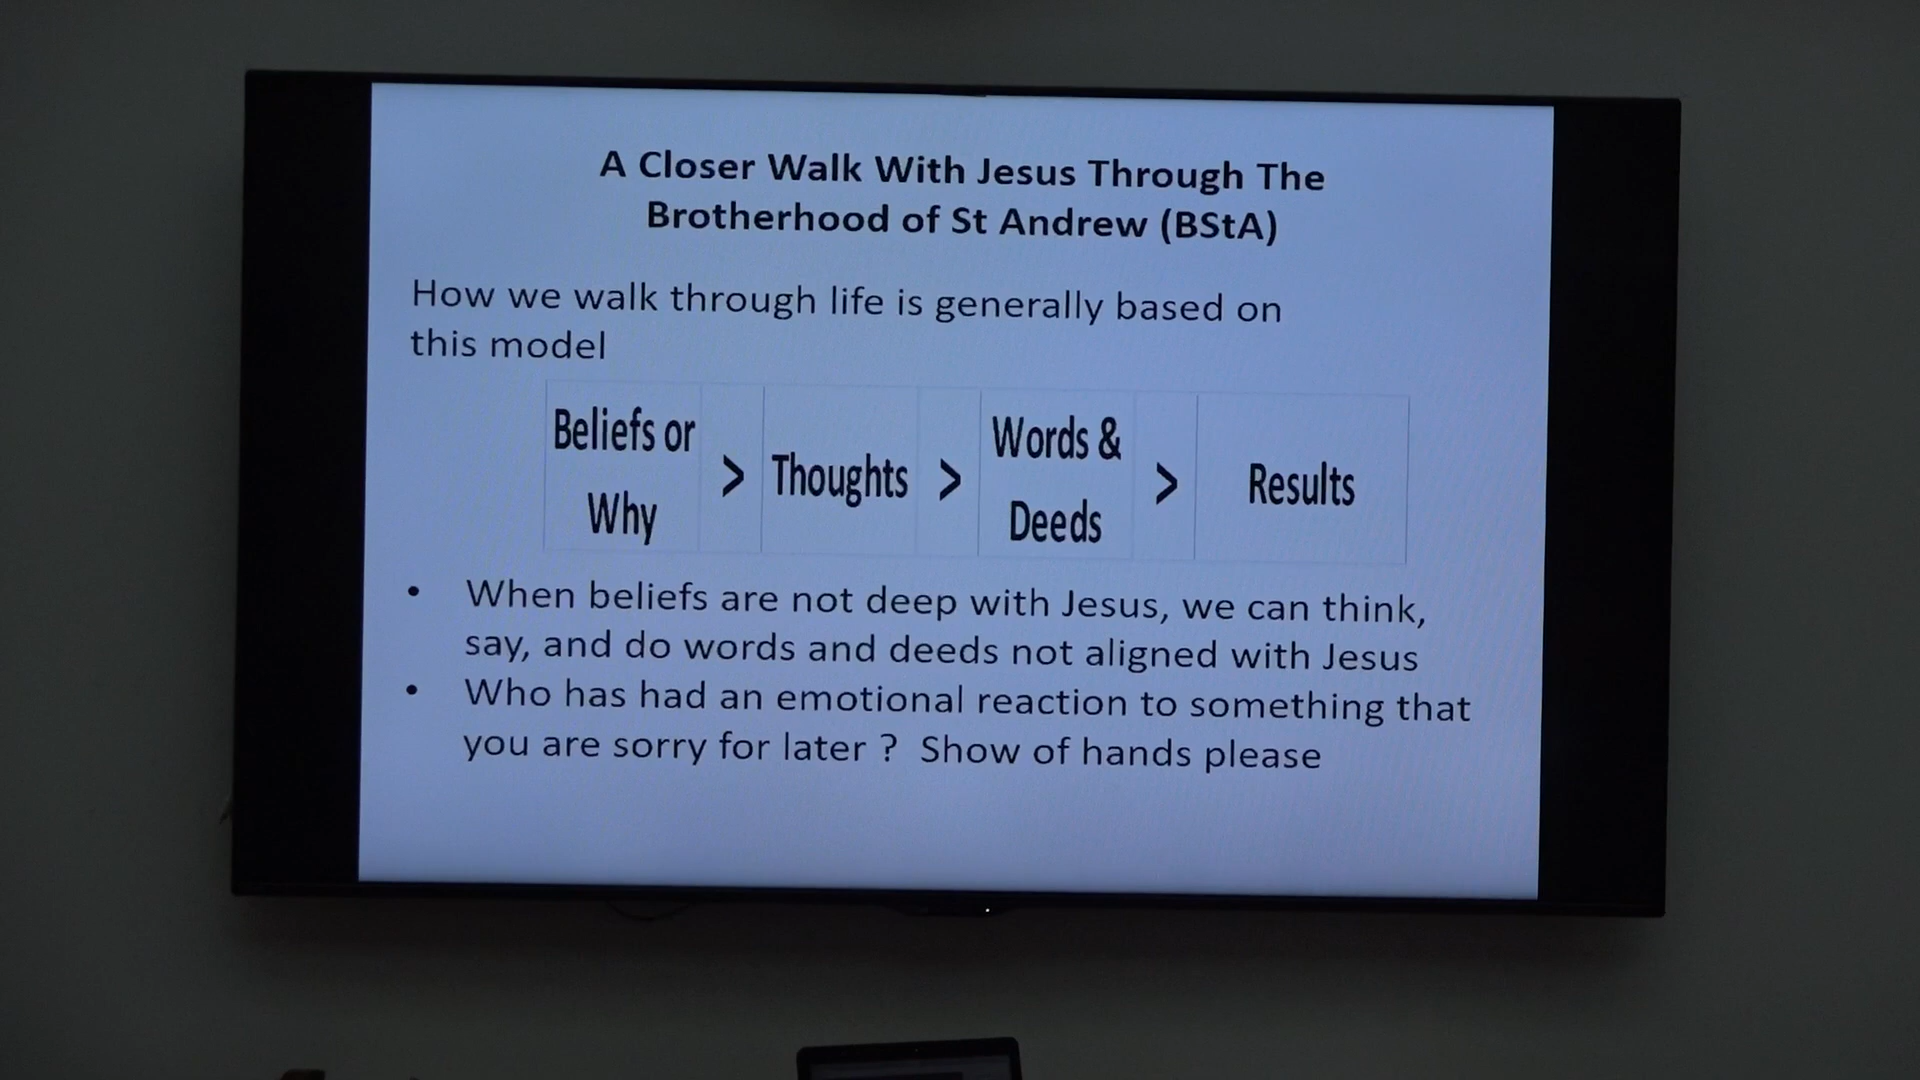 A Closer Walk With Jesus Through The
Brotherhood of St Andrew (BStA)
How we walk through life is generally based on
this model
Beliefs or
Why
>
Thoughts
>
Words &
Deeds
>
Results
• When beliefs are not deep with Jesus, we can think,
say, and do words and deeds not aligned with Jesus
• Who has had an emotional reaction to something that
you are sorry for later ? Show of hands please